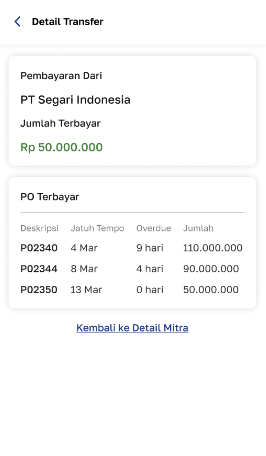 Detail Transfer
Pembayaran Dari
PT Segari Indonesia
Jumlah Terbayar
Rp 50.000.000
PO Terbayar
Deskripsi Jatuh Tempo Overdue Jumlah
P02340 4 Mar 9 hari 110.000.000
P02344 8 Mar 4 hari 90.000.000
P02350 13 Mar 0 hari 50.000.000
Kembali ke Detail Mitra